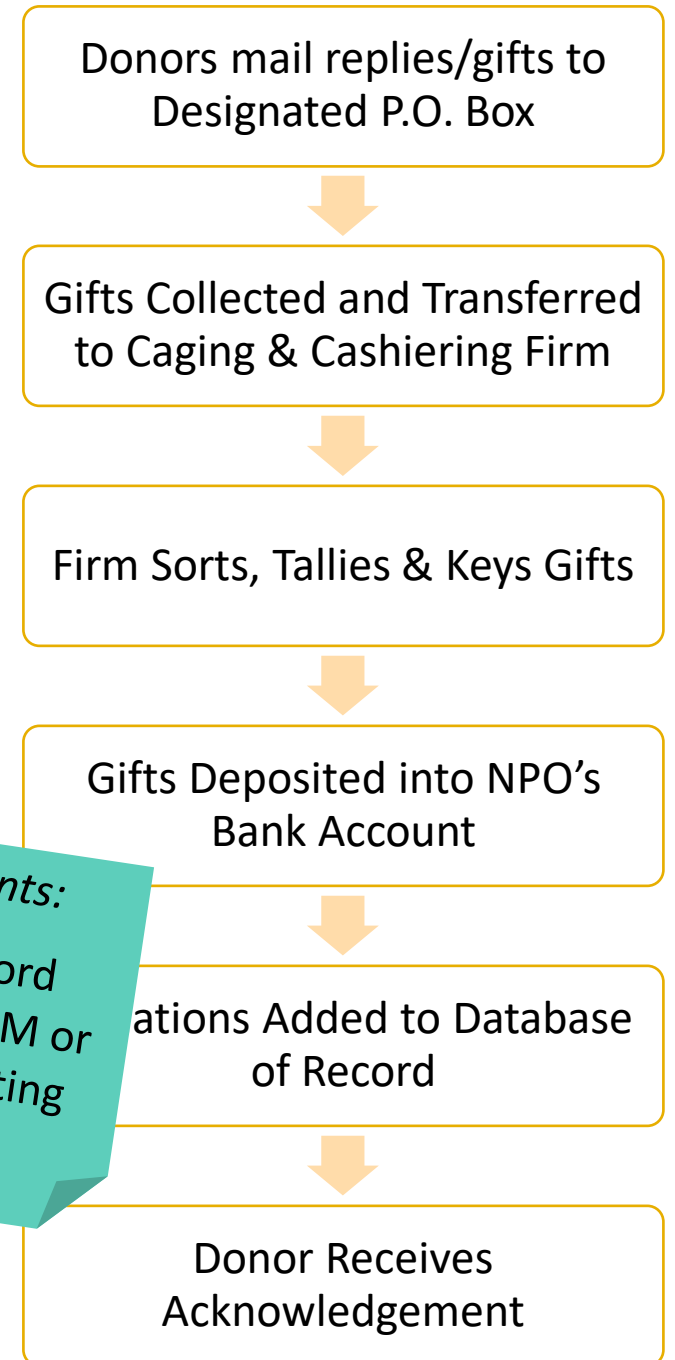 Donors mail replies/gifts to
Designated P.O. Box
Gifts Collected and Transferred
to Caging & Cashiering Firm
Firm Sorts, Tallies & Keys Gifts
Gifts Deposited into NPO’s
Bank Account
or
ations Added to Database
of Record
Donor Receives
Acknowledgement